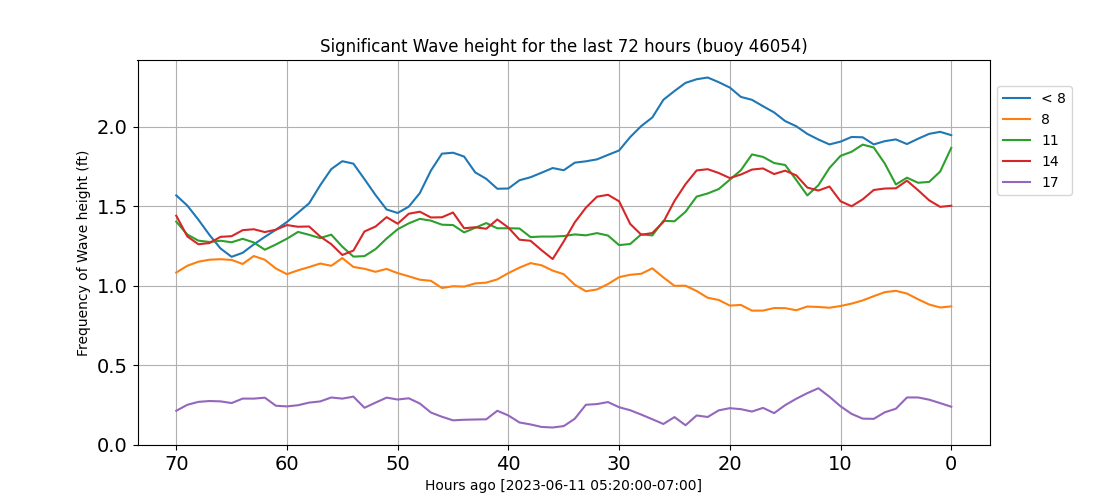 Significant Wave height for the last 72 hours (buoy 46054)
Frequency of Wave height (ft)
2.0
1.5
1.0
0.5
0.0
70 60 50 40 30 20 10 0
Hours ago [2023-06-11 05:20:00-07:00]
< 8
8
11
14
17